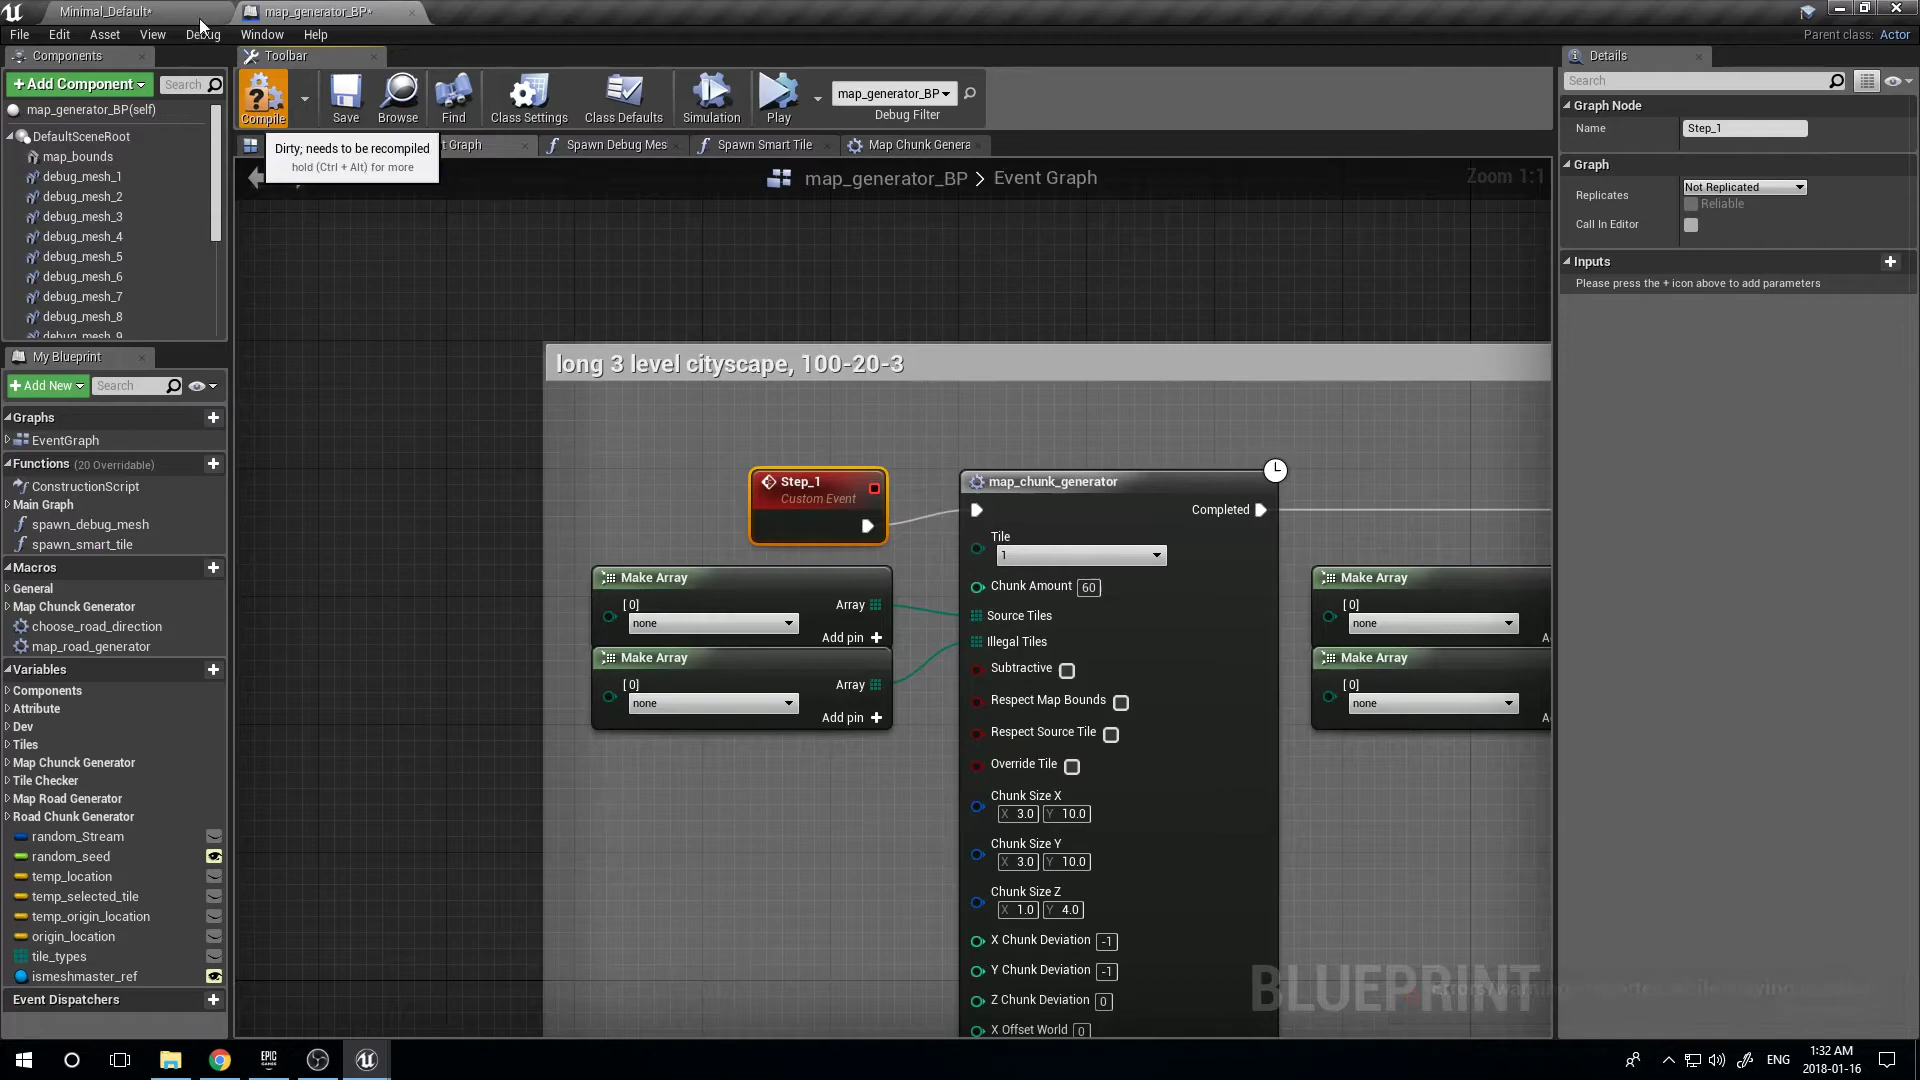 Minimal_Default*
map_generator_BP*
File Edit Asset View Debug Window Help
Parent class: Actor
Components
Toolbar
Details
Add Component
Search
map_generator_BP(self)
DefaultSceneRoot
map_bounds
debug_mesh_1
debug_mesh_2
debug_mesh_3
debug_mesh_4
debug_mesh_5
debug_mesh_6
debug_mesh_7
debug_mesh_8
debug_mesh_9
Compile
Save
Browse
Find
Class Settings
Class Defaults
Simulation
Play
map_generator_BP
Debug Filter
Dirty; needs to be recompiled
hold (Ctrl + Alt) for more
t Graph
Spawn Debug Mes
Spawn Smart Tile
Map Chunk Genera
map_generator_BP > Event Graph
Zoom 1:1
My Blueprint
Add New
Search
Graphs
EventGraph
Functions (20 Overridable)
ConstructionScript
Main Graph
spawn_debug_mesh
spawn_smart_tile
Macros
General
Map Chunck Generator
choose_road_direction
map_road_generator
Variables
Components
Attribute
Dev
Tiles
Map Chunck Generator
Tile Checker
Map Road Generator
Road Chunk Generator
random_Stream
random_seed
temp_location
temp_selected_tile
temp_origin_location
origin_location
tile_types
ismeshmaster_ref
Event Dispatchers
long 3 level cityscape, 100-20-3
Step_1
Custom Event
Make Array
[0]
none
Array
Add pin
Make Array
[0]
none
Array
Add pin
map_chunk_generator
Completed
Tile
1
Chunk Amount 60
Source Tiles
Illegal Tiles
Subtractive
Respect Map Bounds
Respect Source Tile
Override Tile
Chunk Size X
X 3.0 Y 10.0
Chunk Size Y
X 3.0 Y 10.0
Chunk Size Z
X 1.0 Y 4.0
X Chunk Deviation -1
Y Chunk Deviation -1
Z Chunk Deviation 0
X Offset World 0
Make Array
[0]
none
A
Make Array
[0]
none
A
BLUEPRINT
Search
Graph Node
Name Step_1
Graph
Replicates Not Replicated
Reliable
Call In Editor
Inputs
Please press the + icon above to add parameters
EPIC
GAMES
ENG
1:32 AM
2018-01-16